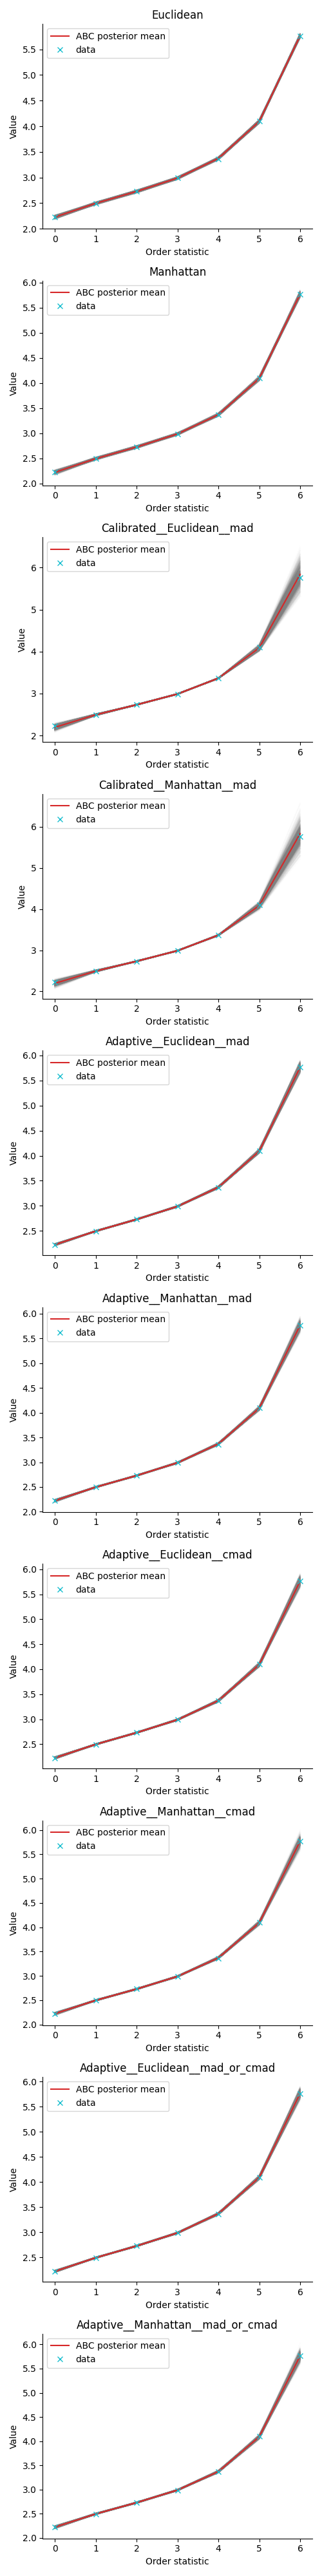 Euclidean
ABC posterior mean
data
5.5
5.0
4.5
4.0
3.5
3.0
2.5
2.0
Value
0 1 2 3 4 5 6
Order statistic
Manhattan
ABC posterior mean
data
6.0
5.5
5.0
4.5
4.0
3.5
3.0
2.5
2.0
Value
0 1 2 3 4 5 6
Order statistic
Calibrated__Euclidean__mad
ABC posterior mean
data
6
5
4
3
2
Value
0 1 2 3 4 5 6
Order statistic
Calibrated__Manhattan__mad
ABC posterior mean
data
6
5
4
3
2
Value
0 1 2 3 4 5 6
Order statistic
Adaptive__Euclidean__mad
ABC posterior mean
data
6.0
5.5
5.0
4.5
4.0
3.5
3.0
2.5
Value
0 1 2 3 4 5 6
Order statistic
Adaptive__Manhattan__mad
ABC posterior mean
data
6.0
5.5
5.0
4.5
4.0
3.5
3.0
2.5
2.0
Value
0 1 2 3 4 5 6
Order statistic
Adaptive__Euclidean__cmad
ABC posterior mean
data
6.0
5.5
5.0
4.5
4.0
3.5
3.0
2.5
Value
0 1 2 3 4 5 6
Order statistic
Adaptive__Manhattan__cmad
ABC posterior mean
data
6.0
5.5
5.0
4.5
4.0
3.5
3.0
2.5
2.0
Value
0 1 2 3 4 5 6
Order statistic
Adaptive__Euclidean__mad_or_cmad
ABC posterior mean
data
6.0
5.5
5.0
4.5
4.0
3.5
3.0
2.5
Value
0 1 2 3 4 5 6
Order statistic
Adaptive__Manhattan__mad_or_cmad
ABC posterior mean
data
6.0
5.5
5.0
4.5
4.0
3.5
3.0
2.5
2.0
Value
0 1 2 3 4 5 6
Order statistic